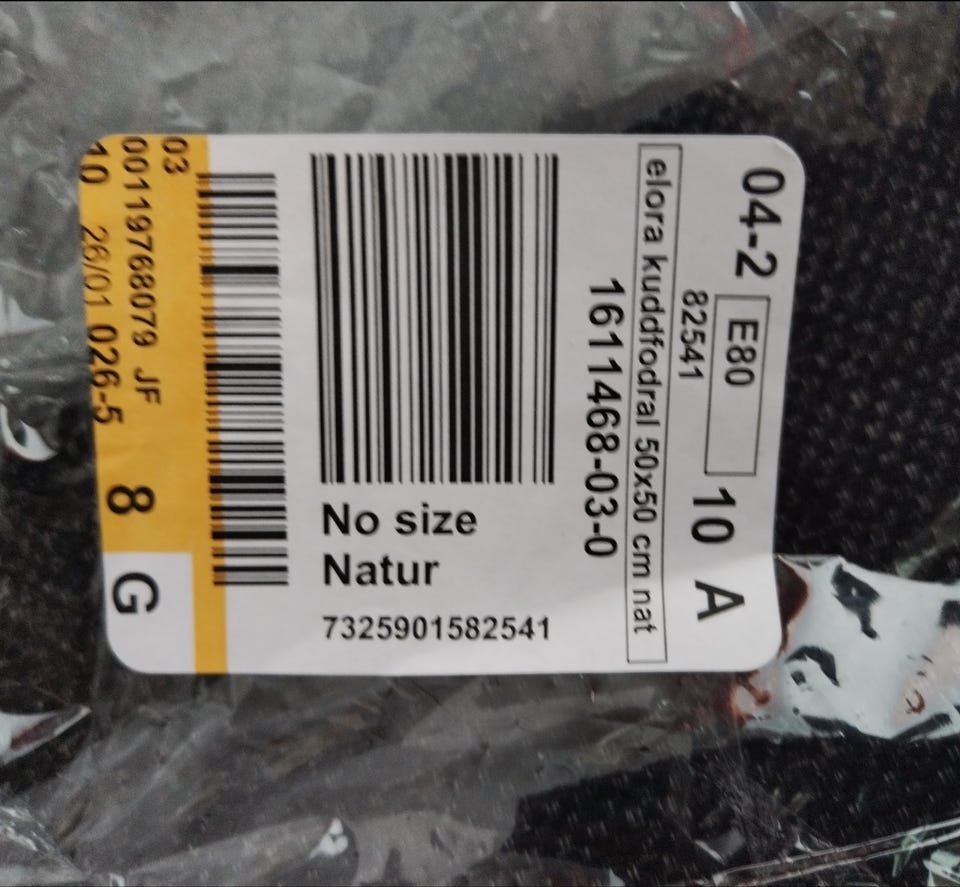 04-2 E80
82541 10 A
elora kuddfodral 50x50 cm nat
1611468-03-0
No size
Natur
7325901582541
03
00119768079 JF
10 26/01 026-5 8 G